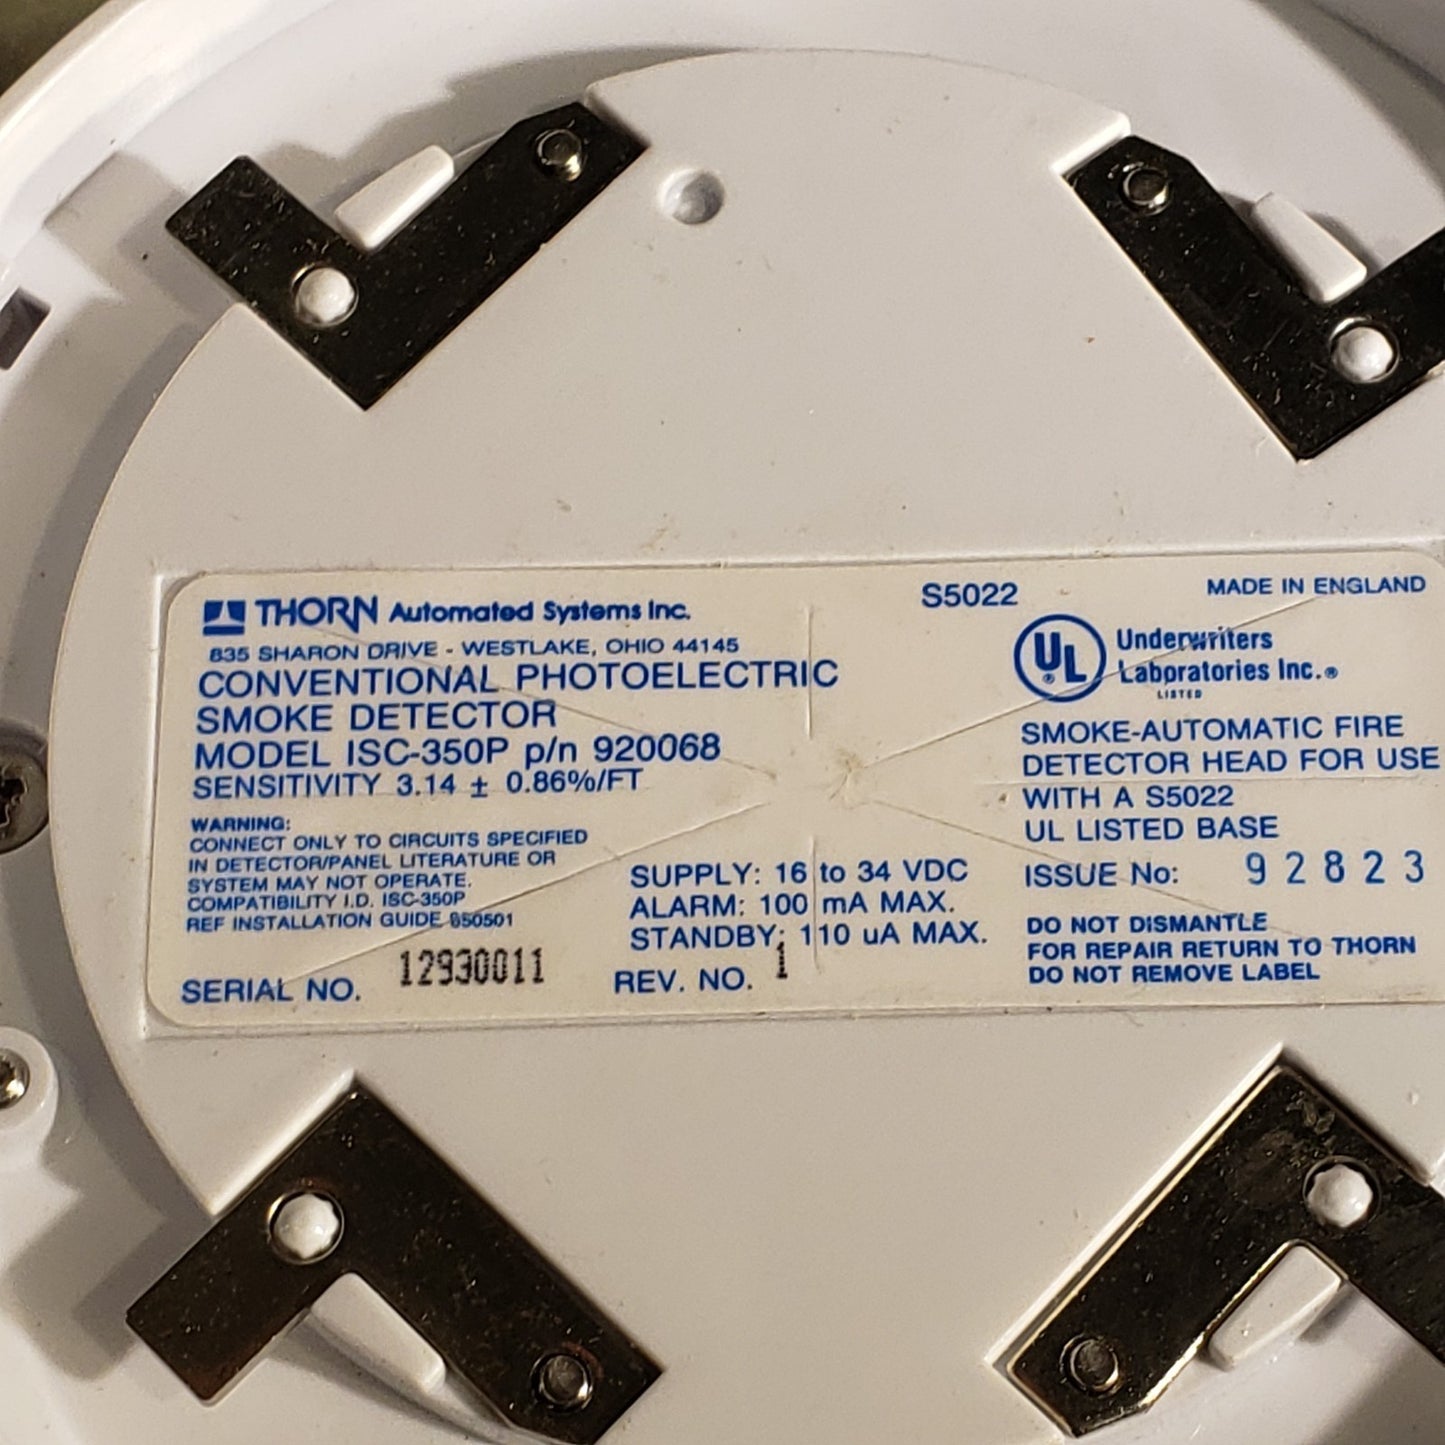 THORN Automated Systems Inc.
835 SHARON DRIVE - WESTLAKE, OHIO 44145
CONVENTIONAL PHOTOELECTRIC
SMOKE DETECTOR
MODEL ISC-350P p/n 920068
SENSITIVITY 3.14 ± 0.86%/FT
WARNING:
CONNECT ONLY TO CIRCUITS SPECIFIED
IN DETECTOR/PANEL LITERATURE OR
SYSTEM MAY NOT OPERATE.
COMPATIBILITY I.D. ISC-350P
REF INSTALLATION GUIDE 850501
SERIAL NO. 12930011
SUPPLY: 16 to 34 VDC
ALARM: 100 mA MAX.
STANDBY: 110 uA MAX.
REV. NO. 1
S5022
MADE IN ENGLAND
UL ® Underwriters
Laboratories Inc.®
LISTED
SMOKE-AUTOMATIC FIRE
DETECTOR HEAD FOR USE
WITH A S5022
UL LISTED BASE
ISSUE No: 92823
DO NOT DISMANTLE
FOR REPAIR RETURN TO THORN
DO NOT REMOVE LABEL